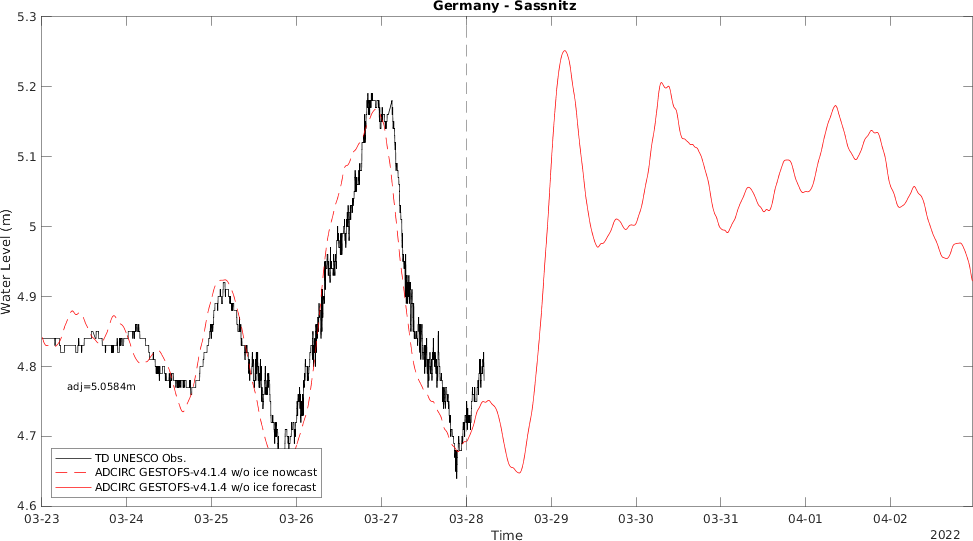 Germany - Sassnitz
5.3
5.2
5.1
5
4.9
4.8
4.7
4.6
Water Level (m)
adj=5.0584m
TD UNESCO Obs.
ADCIRC GESTOFS-v4.1.4 w/o ice nowcast
ADCIRC GESTOFS-v4.1.4 w/o ice forecast
03-23 03-24 03-25 03-26 03-27 03-28 03-29 03-30 03-31 04-01 04-02
Time
2022